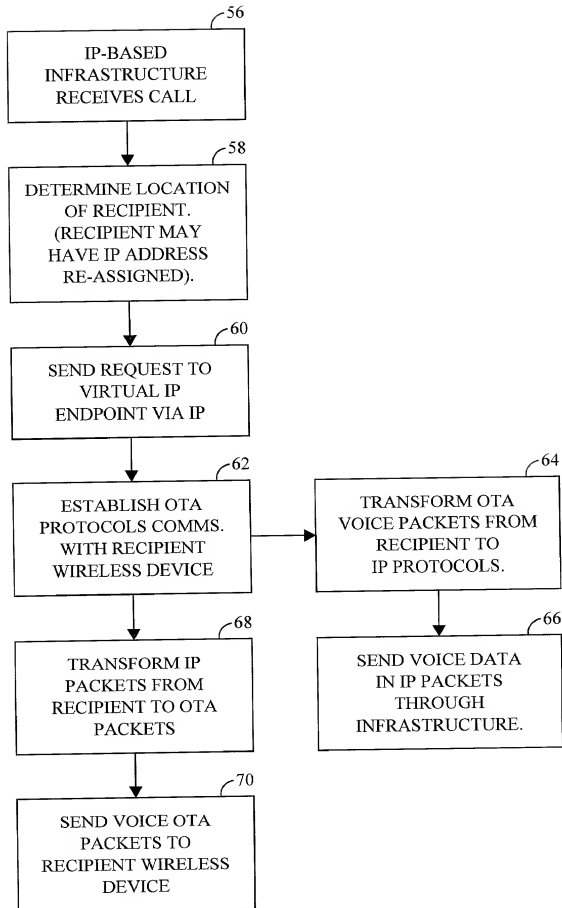 56
IP-BASED
INFRASTRUCTURE
RECEIVES CALL
58
DETERMINE LOCATION
OF RECIPIENT.
(RECIPIENT MAY
HAVE IP ADDRESS
RE-ASSIGNED).
60
SEND REQUEST TO
VIRTUAL IP
ENDPOINT VIA IP
62
ESTABLISH OTA
PROTOCOLS COMMS.
WITH RECIPIENT
WIRELESS DEVICE
64
TRANSFORM OTA
VOICE PACKETS FROM
RECIPIENT TO
IP PROTOCOLS.
66
SEND VOICE DATA
IN IP PACKETS
THROUGH
INFRASTRUCTURE.
68
TRANSFORM IP
PACKETS FROM
RECIPIENT TO OTA
PACKETS
70
SEND VOICE OTA
PACKETS TO
RECIPIENT WIRELESS
DEVICE